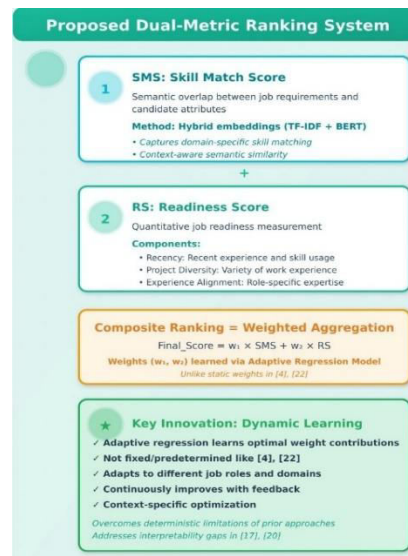 Proposed Dual-Metric Ranking System
1
SMS: Skill Match Score
Semantic overlap between job requirements and
candidate attributes
Method: Hybrid embeddings (TF-IDF + BERT)
• Captures domain-specific skill matching
• Context-aware semantic similarity
+
2
RS: Readiness Score
Quantitative job readiness measurement
Components:
• Recency: Recent experience and skill usage
• Project Diversity: Variety of work experience
• Experience Alignment: Role-specific expertise
Composite Ranking = Weighted Aggregation
Final_Score = w₁ × SMS + w₂ × RS
Weights (w₁, w₂) learned via Adaptive Regression Model
Unlike static weights in [4], [22]
★ Key Innovation: Dynamic Learning
✓ Adaptive regression learns optimal weight contributions
✓ Not fixed/predetermined like [4], [22]
✓ Adapts to different job roles and domains
✓ Continuously improves with feedback
✓ Context-specific optimization
Overcomes deterministic limitations of prior approaches
Addresses interpretability gaps in [17], [20]